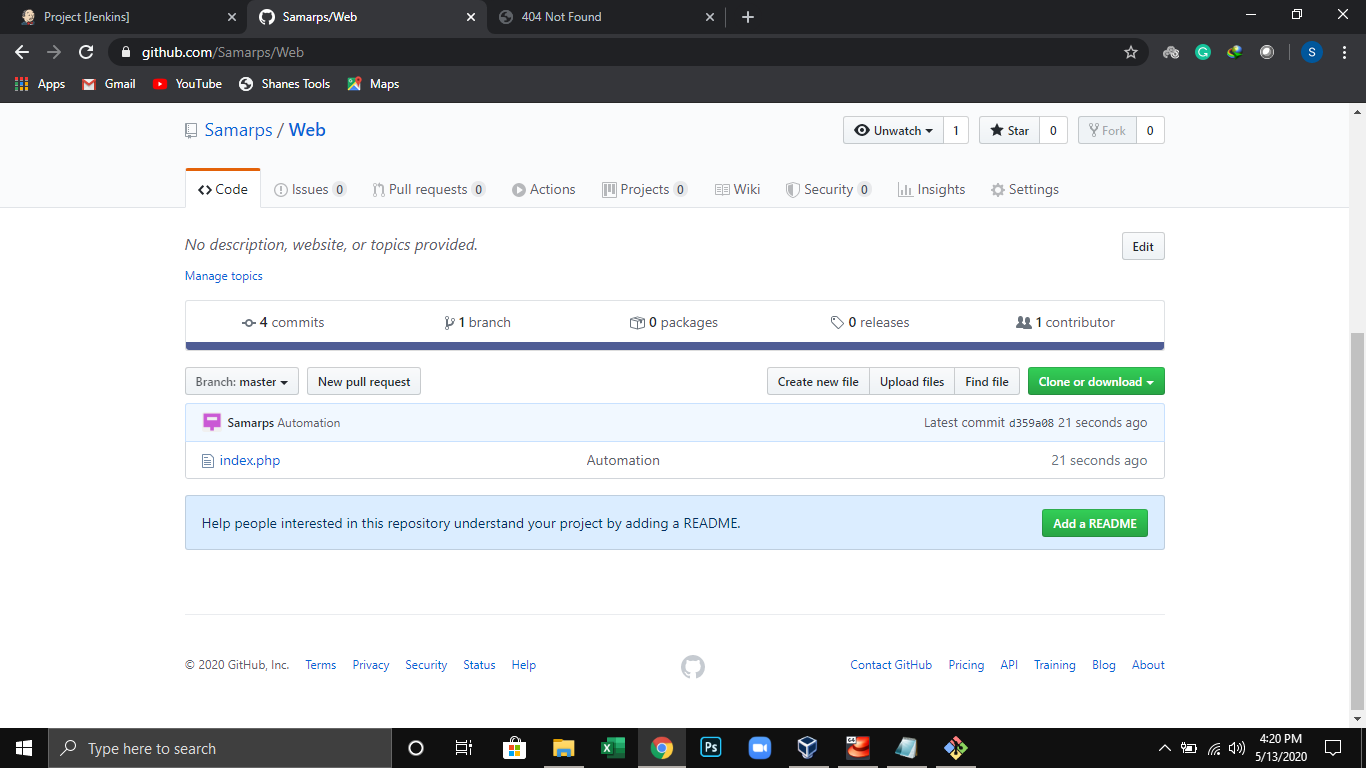 Project [Jenkins]
Samarps/Web
404 Not Found
github.com/Samarps/Web
S
Apps
Gmail
YouTube
Shanes Tools
Maps
Samarps / Web
Unwatch 1
Star 0
Fork 0
Code
Issues 0
Pull requests 0
Actions
Projects 0
Wiki
Security 0
Insights
Settings
No description, website, or topics provided.
Edit
Manage topics
4 commits
1 branch
0 packages
0 releases
1 contributor
Branch: master
New pull request
Create new file
Upload files
Find file
Clone or download
Samarps Automation
Latest commit d359a08 21 seconds ago
index.php
Automation
21 seconds ago
Help people interested in this repository understand your project by adding a README.
Add a README
© 2020 GitHub, Inc.
Terms
Privacy
Security
Status
Help
Contact GitHub
Pricing
API
Training
Blog
About
Type here to search
Ps
64
4:20 PM
5/13/2020